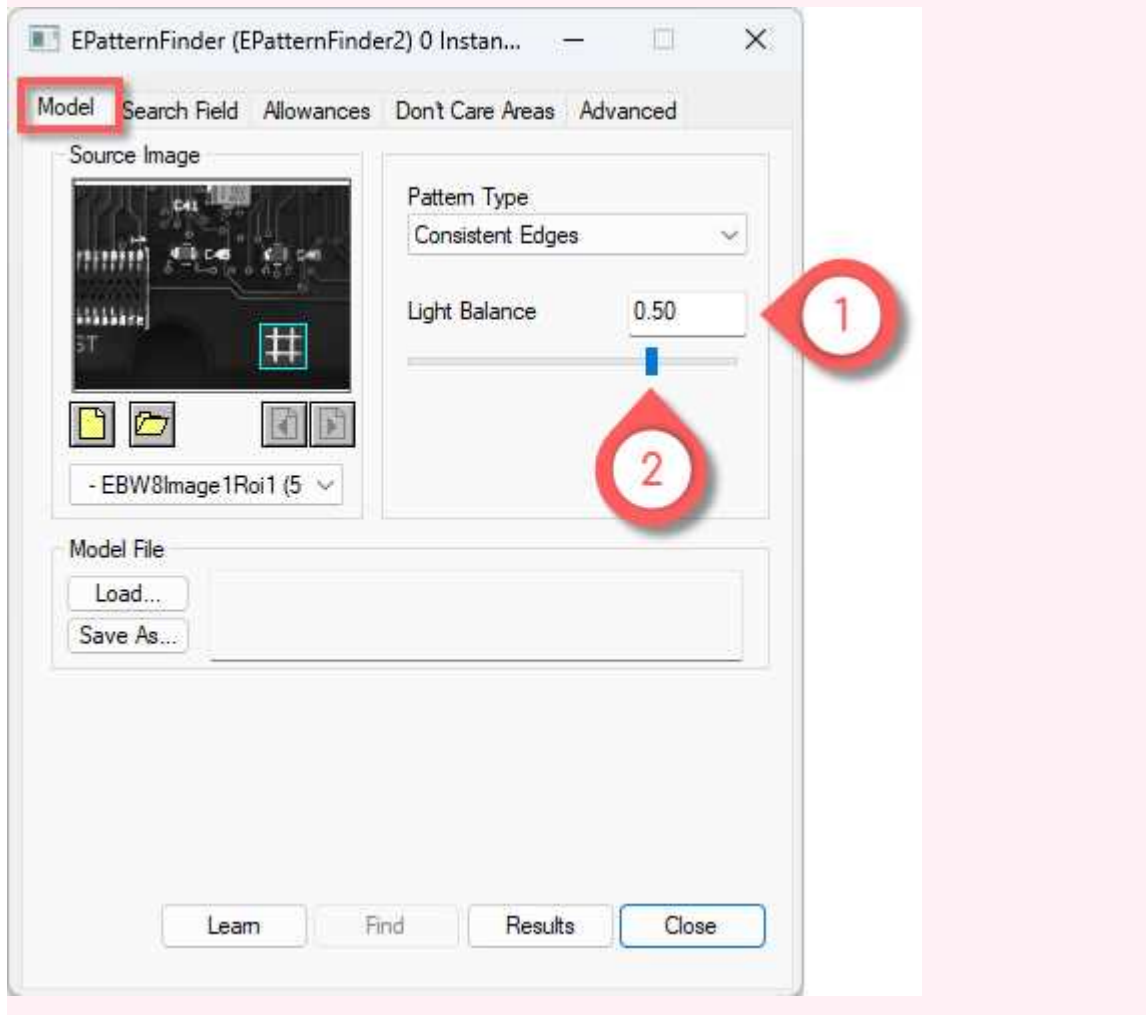 EPatternFinder (EPatternFinder2) 0 Instan...
Model Search Field Allowances Don't Care Areas Advanced
Source Image
C41
C45
ST
Pattern Type
Consistent Edges
Light Balance 0.50
1
2
- EBW8Image1Roi1 (5
Model File
Load...
Save As...
Learn Find Results Close